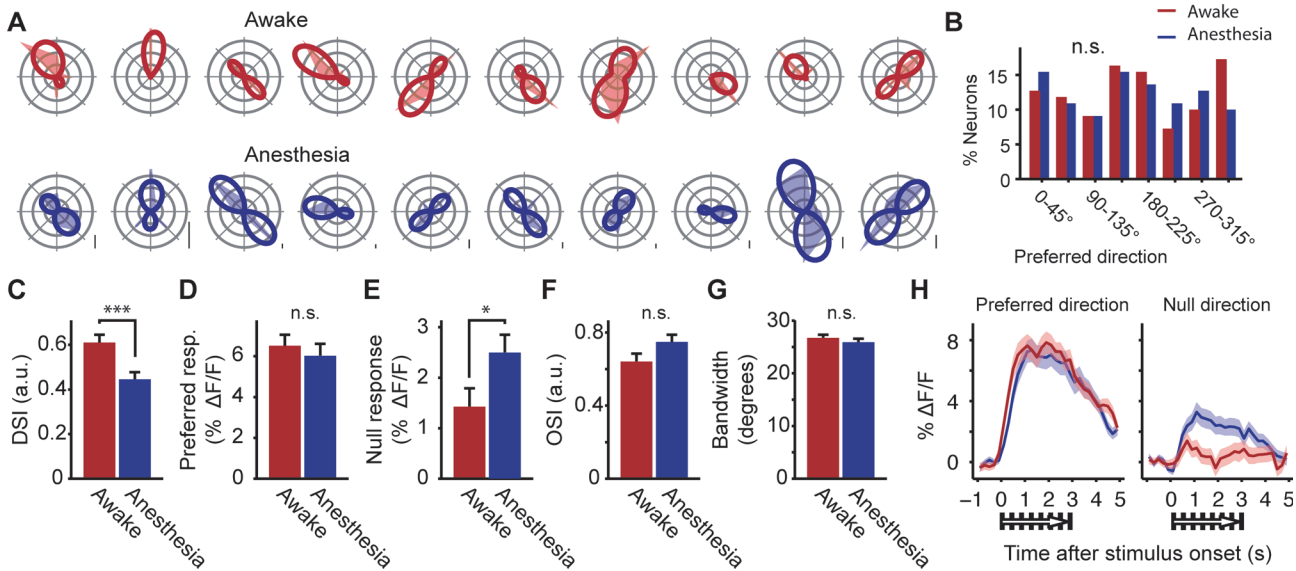 A
Awake
Anesthesia
B
Awake
Anesthesia
n.s.
% Neurons
15
10
5
0
0-45°
90-135°
180-225°
270-315°
Preferred direction
C
DSI (a.u.)
***
0.6
0.4
0.2
0
Awake
Anesthesia
D
Preferred resp.
(% ΔF/F)
n.s.
6
4
2
0
Awake
Anesthesia
E
Null response
(% ΔF/F)
*
3
2
1
0
Awake
Anesthesia
F
OSI (a.u.)
n.s.
0.8
0.4
0
Awake
Anesthesia
G
Bandwidth
(degrees)
n.s.
30
20
10
0
Awake
Anesthesia
H
Preferred direction
Null direction
% ΔF/F
8
4
0
−1 0 1 2 3 4 5
0 1 2 3 4 5
Time after stimulus onset (s)